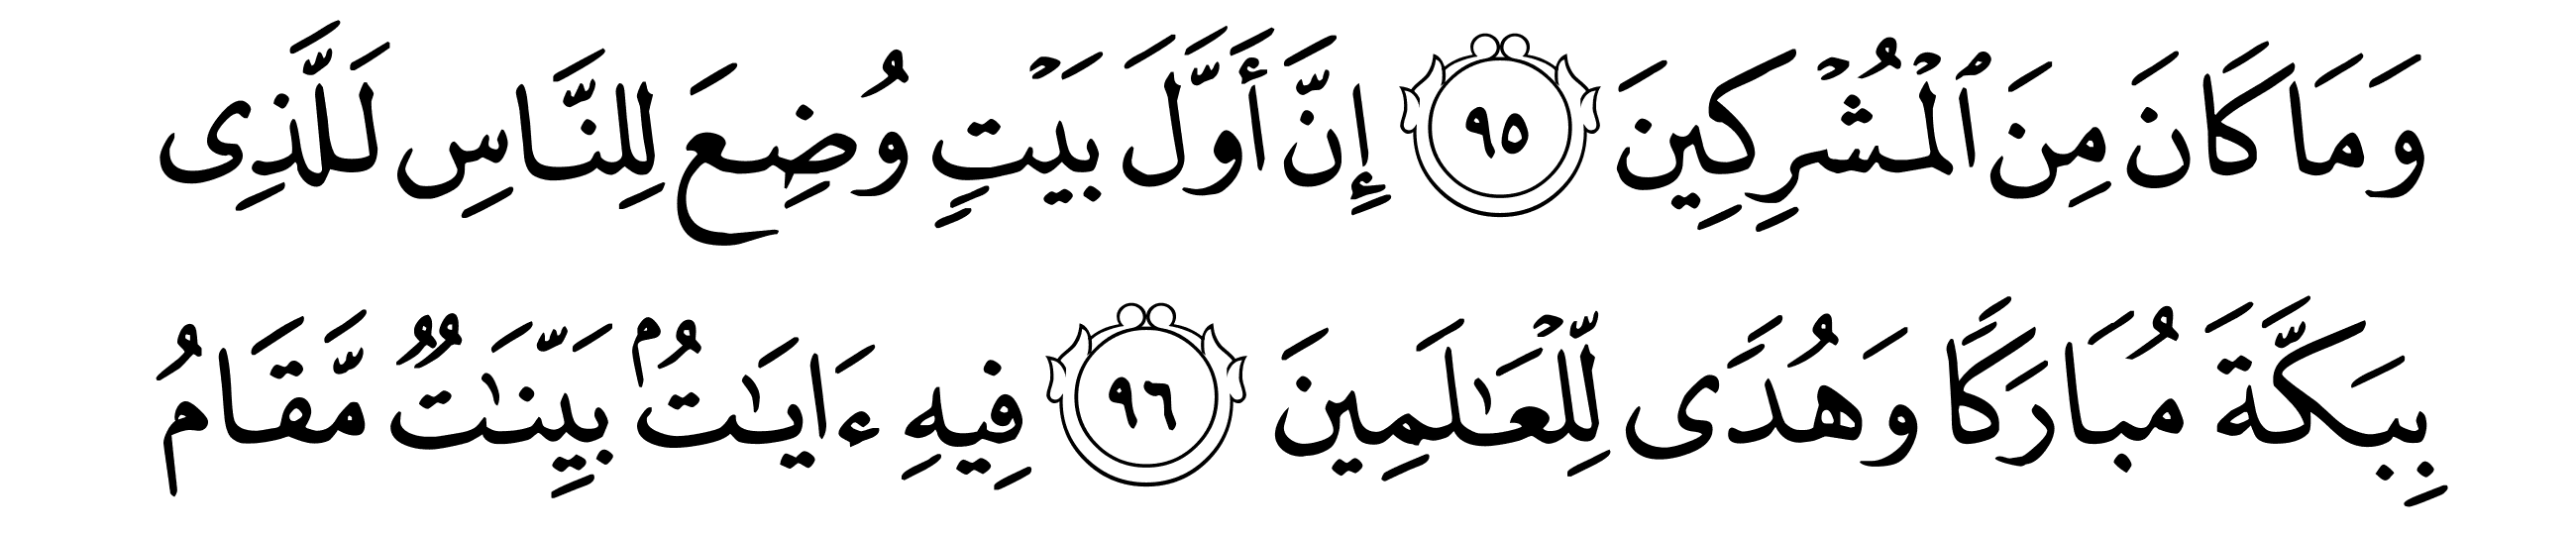 وَمَا كَانَ مِنَ ٱلۡمُشۡرِكِينَ ٩٥ إِنَّ أَوَّلَ بَيۡتٖ وُضِعَ لِلنَّاسِ لَلَّذِى
بِبَكَّةَ مُبَارَكٗا وَهُدٗى لِّلۡعَٰلَمِينَ ٩٦ فِيهِ ءَايَٰتُۢ بَيِّنَٰتٞ مَّقَامُ